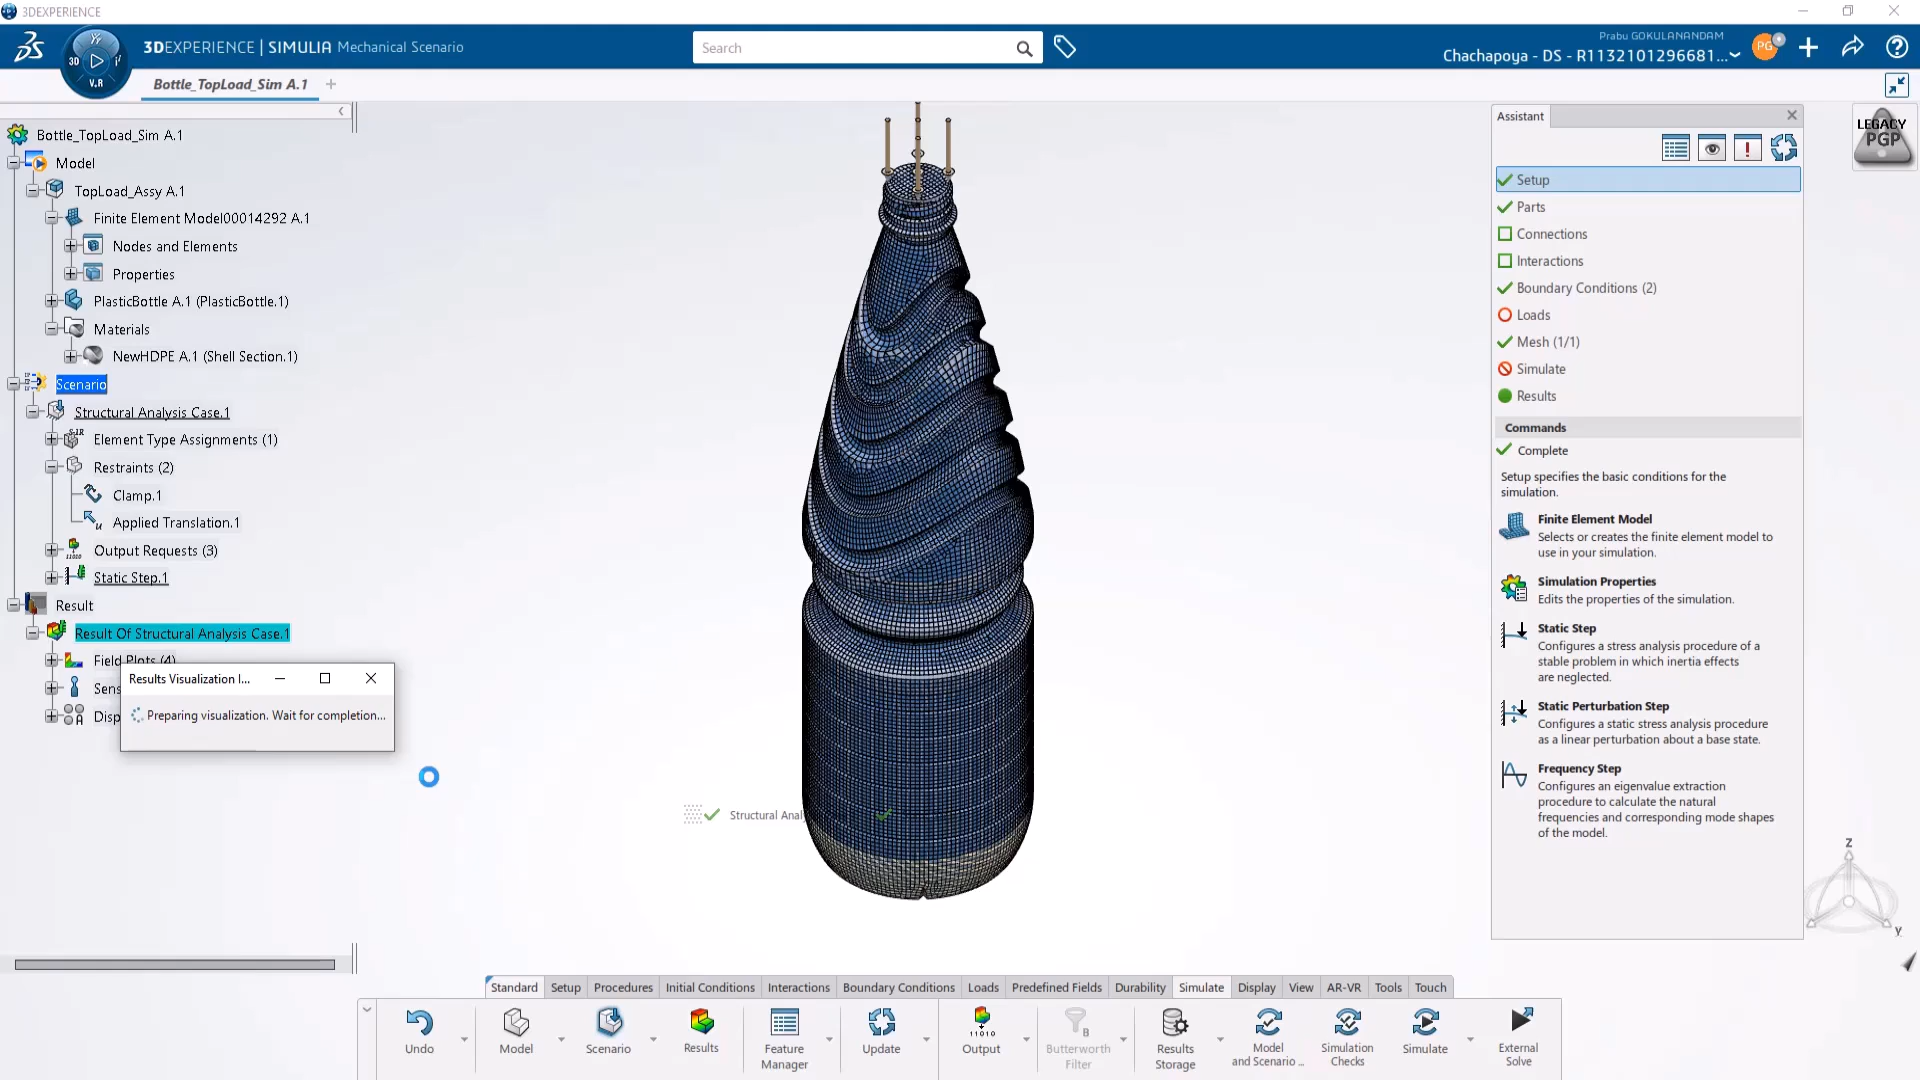 3DEXPERIENCE
3DEXPERIENCE | SIMULIA Mechanical Scenario
Search
Prabu GOKULANANDAM
Chachapoya - DS - R1132101296681...
PG
3D
V.R
Bottle_TopLoad_Sim A.1
Bottle_TopLoad_Sim A.1
Model
TopLoad_Assy A.1
Finite Element Model00014292 A.1
Nodes and Elements
Properties
PlasticBottle A.1 (PlasticBottle.1)
Materials
NewHDPE A.1 (Shell Section.1)
Scenario
Structural Analysis Case.1
Element Type Assignments (1)
Restraints (2)
Clamp.1
Applied Translation.1
Output Requests (3)
Static Step.1
Result
Result Of Structural Analysis Case.1
Field Plots (4)
Sens
Disp
Results Visualization I...
Preparing visualization. Wait for completion...
Structural Anal
Assistant
LEGACY
PGP
Setup
Parts
Connections
Interactions
Boundary Conditions (2)
Loads
Mesh (1/1)
Simulate
Results
Commands
Complete
Setup specifies the basic conditions for the
simulation.
Finite Element Model
Selects or creates the finite element model to
use in your simulation.
Simulation Properties
Edits the properties of the simulation.
Static Step
Configures a stress analysis procedure of a
stable problem in which inertia effects
are neglected.
Static Perturbation Step
Configures a static stress analysis procedure
as a linear perturbation about a base state.
Frequency Step
Configures an eigenvalue extraction
procedure to calculate the natural
frequencies and corresponding mode shapes
of the model.
z
y
Standard Setup Procedures Initial Conditions Interactions Boundary Conditions Loads Predefined Fields Durability Simulate Display View AR-VR Tools Touch
Undo
Model
Scenario
Results
Feature
Manager
Update
Output
Butterworth
Filter
Results
Storage
Model
and Scenario ...
Simulation
Checks
Simulate
External
Solve